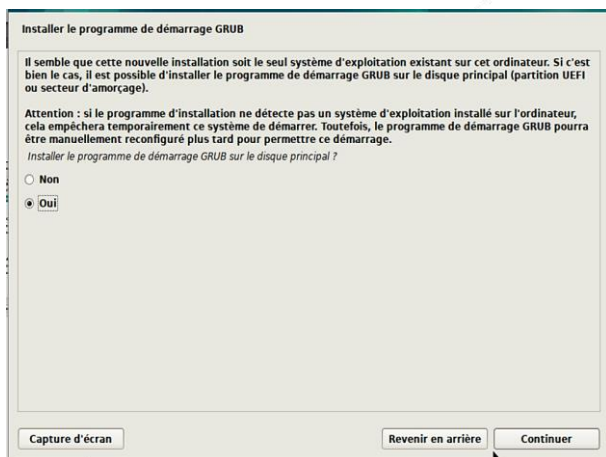 Installer le programme de démarrage GRUB
Il semble que cette nouvelle installation soit le seul système d'exploitation existant sur cet ordinateur. Si c'est
bien le cas, il est possible d'installer le programme de démarrage GRUB sur le disque principal (partition UEFI
ou secteur d'amorçage).
Attention : si le programme d'installation ne détecte pas un système d'exploitation installé sur l'ordinateur,
cela empêchera temporairement ce système de démarrer. Toutefois, le programme de démarrage GRUB pourra
être manuellement reconfiguré plus tard pour permettre ce démarrage.
Installer le programme de démarrage GRUB sur le disque principal ?
Non
Oui
Capture d'écran
Revenir en arrière
Continuer